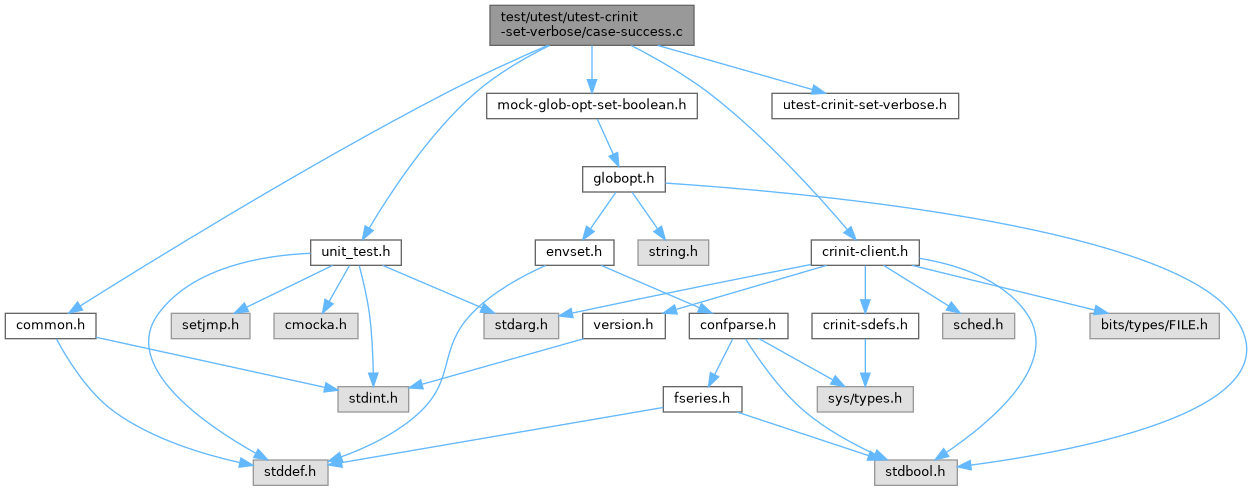 test/utest/utest-crinit
-set-verbose/case-success.c
mock-glob-opt-set-boolean.h
utest-crinit-set-verbose.h
globopt.h
unit_test.h
envset.h
string.h
crinit-client.h
common.h
setjmp.h
cmocka.h
stdarg.h
version.h
confparse.h
crinit-sdefs.h
sched.h
bits/types/FILE.h
stdint.h
fseries.h
sys/types.h
stddef.h
stdbool.h